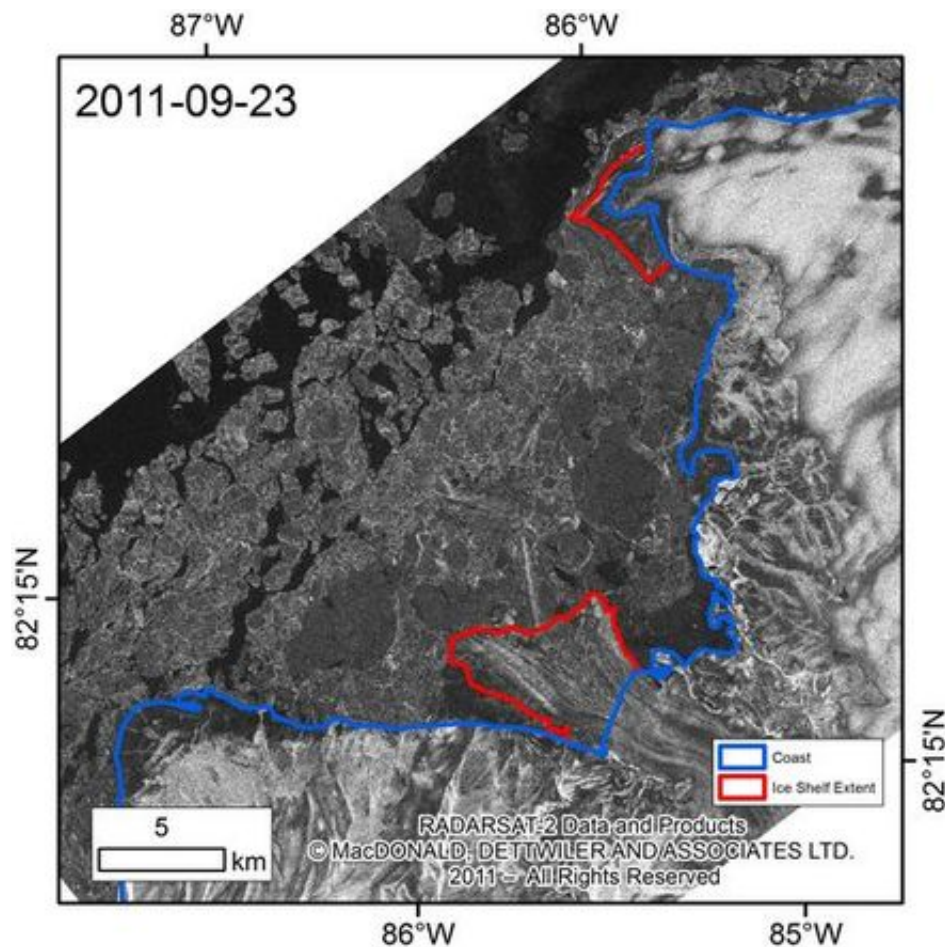 87°W
86°W
2011-09-23
82°15'N
82°15'N
Coast
Ice Shelf Extent
5
km
RADARSAT-2 Data and Products
© MacDONALD, DETTWILER AND ASSOCIATES LTD.
2011 – All Rights Reserved
86°W
85°W